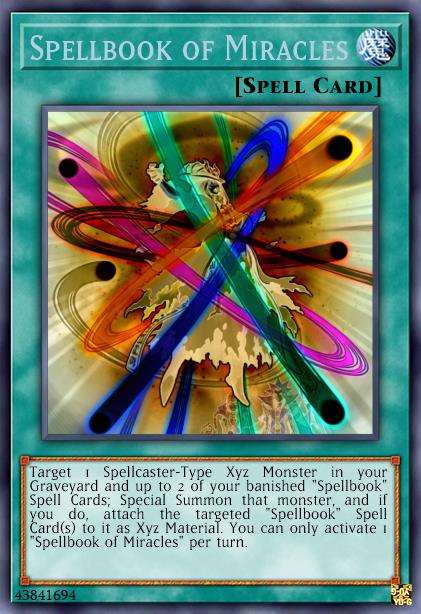 Spellbook of Miracles
魔
[Spell Card]
Target 1 Spellcaster-Type Xyz Monster in your
Graveyard and up to 2 of your banished "Spellbook"
Spell Cards; Special Summon that monster, and if
you do, attach the targeted "Spellbook" Spell
Card(s) to it as Xyz Material. You can only activate 1
"Spellbook of Miracles" per turn.
43841694